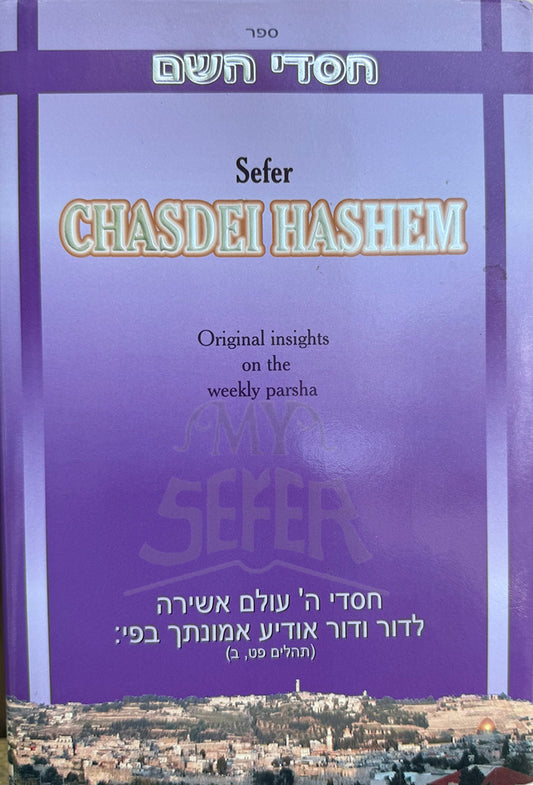 ספר
חסדי השם
Sefer
CHASDEI HASHEM
Original insights
on the
weekly parsha
MY
SEFER
חסדי ה' עולם אשירה
לדור ודור אודיע אמונתך בפי:
(תהלים פט, ב)